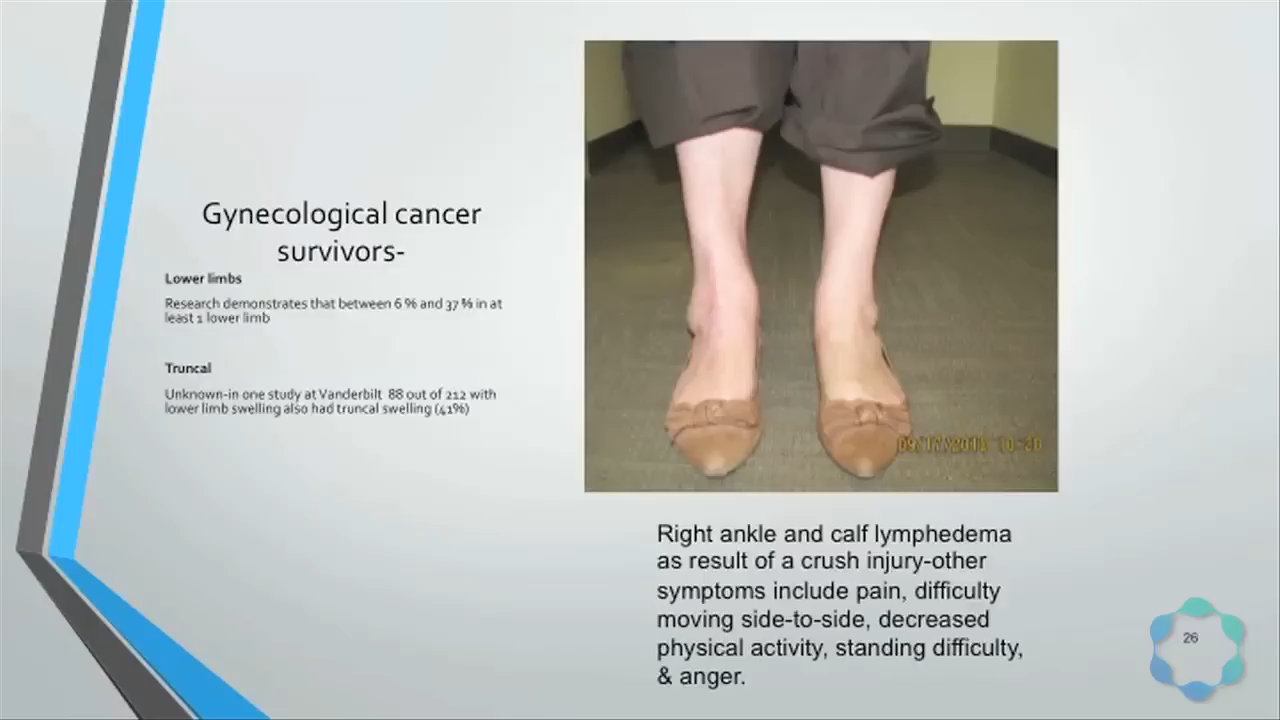 Gynecological cancer
survivors-
Lower limbs
Research demonstrates that between 6 % and 37 % in at
least 1 lower limb
Truncal
Unknown-in one study at Vanderbilt 88 out of 212 with
lower limb swelling also had truncal swelling (41%)
Right ankle and calf lymphedema
as result of a crush injury-other
symptoms include pain, difficulty
moving side-to-side, decreased
physical activity, standing difficulty,
& anger.
26